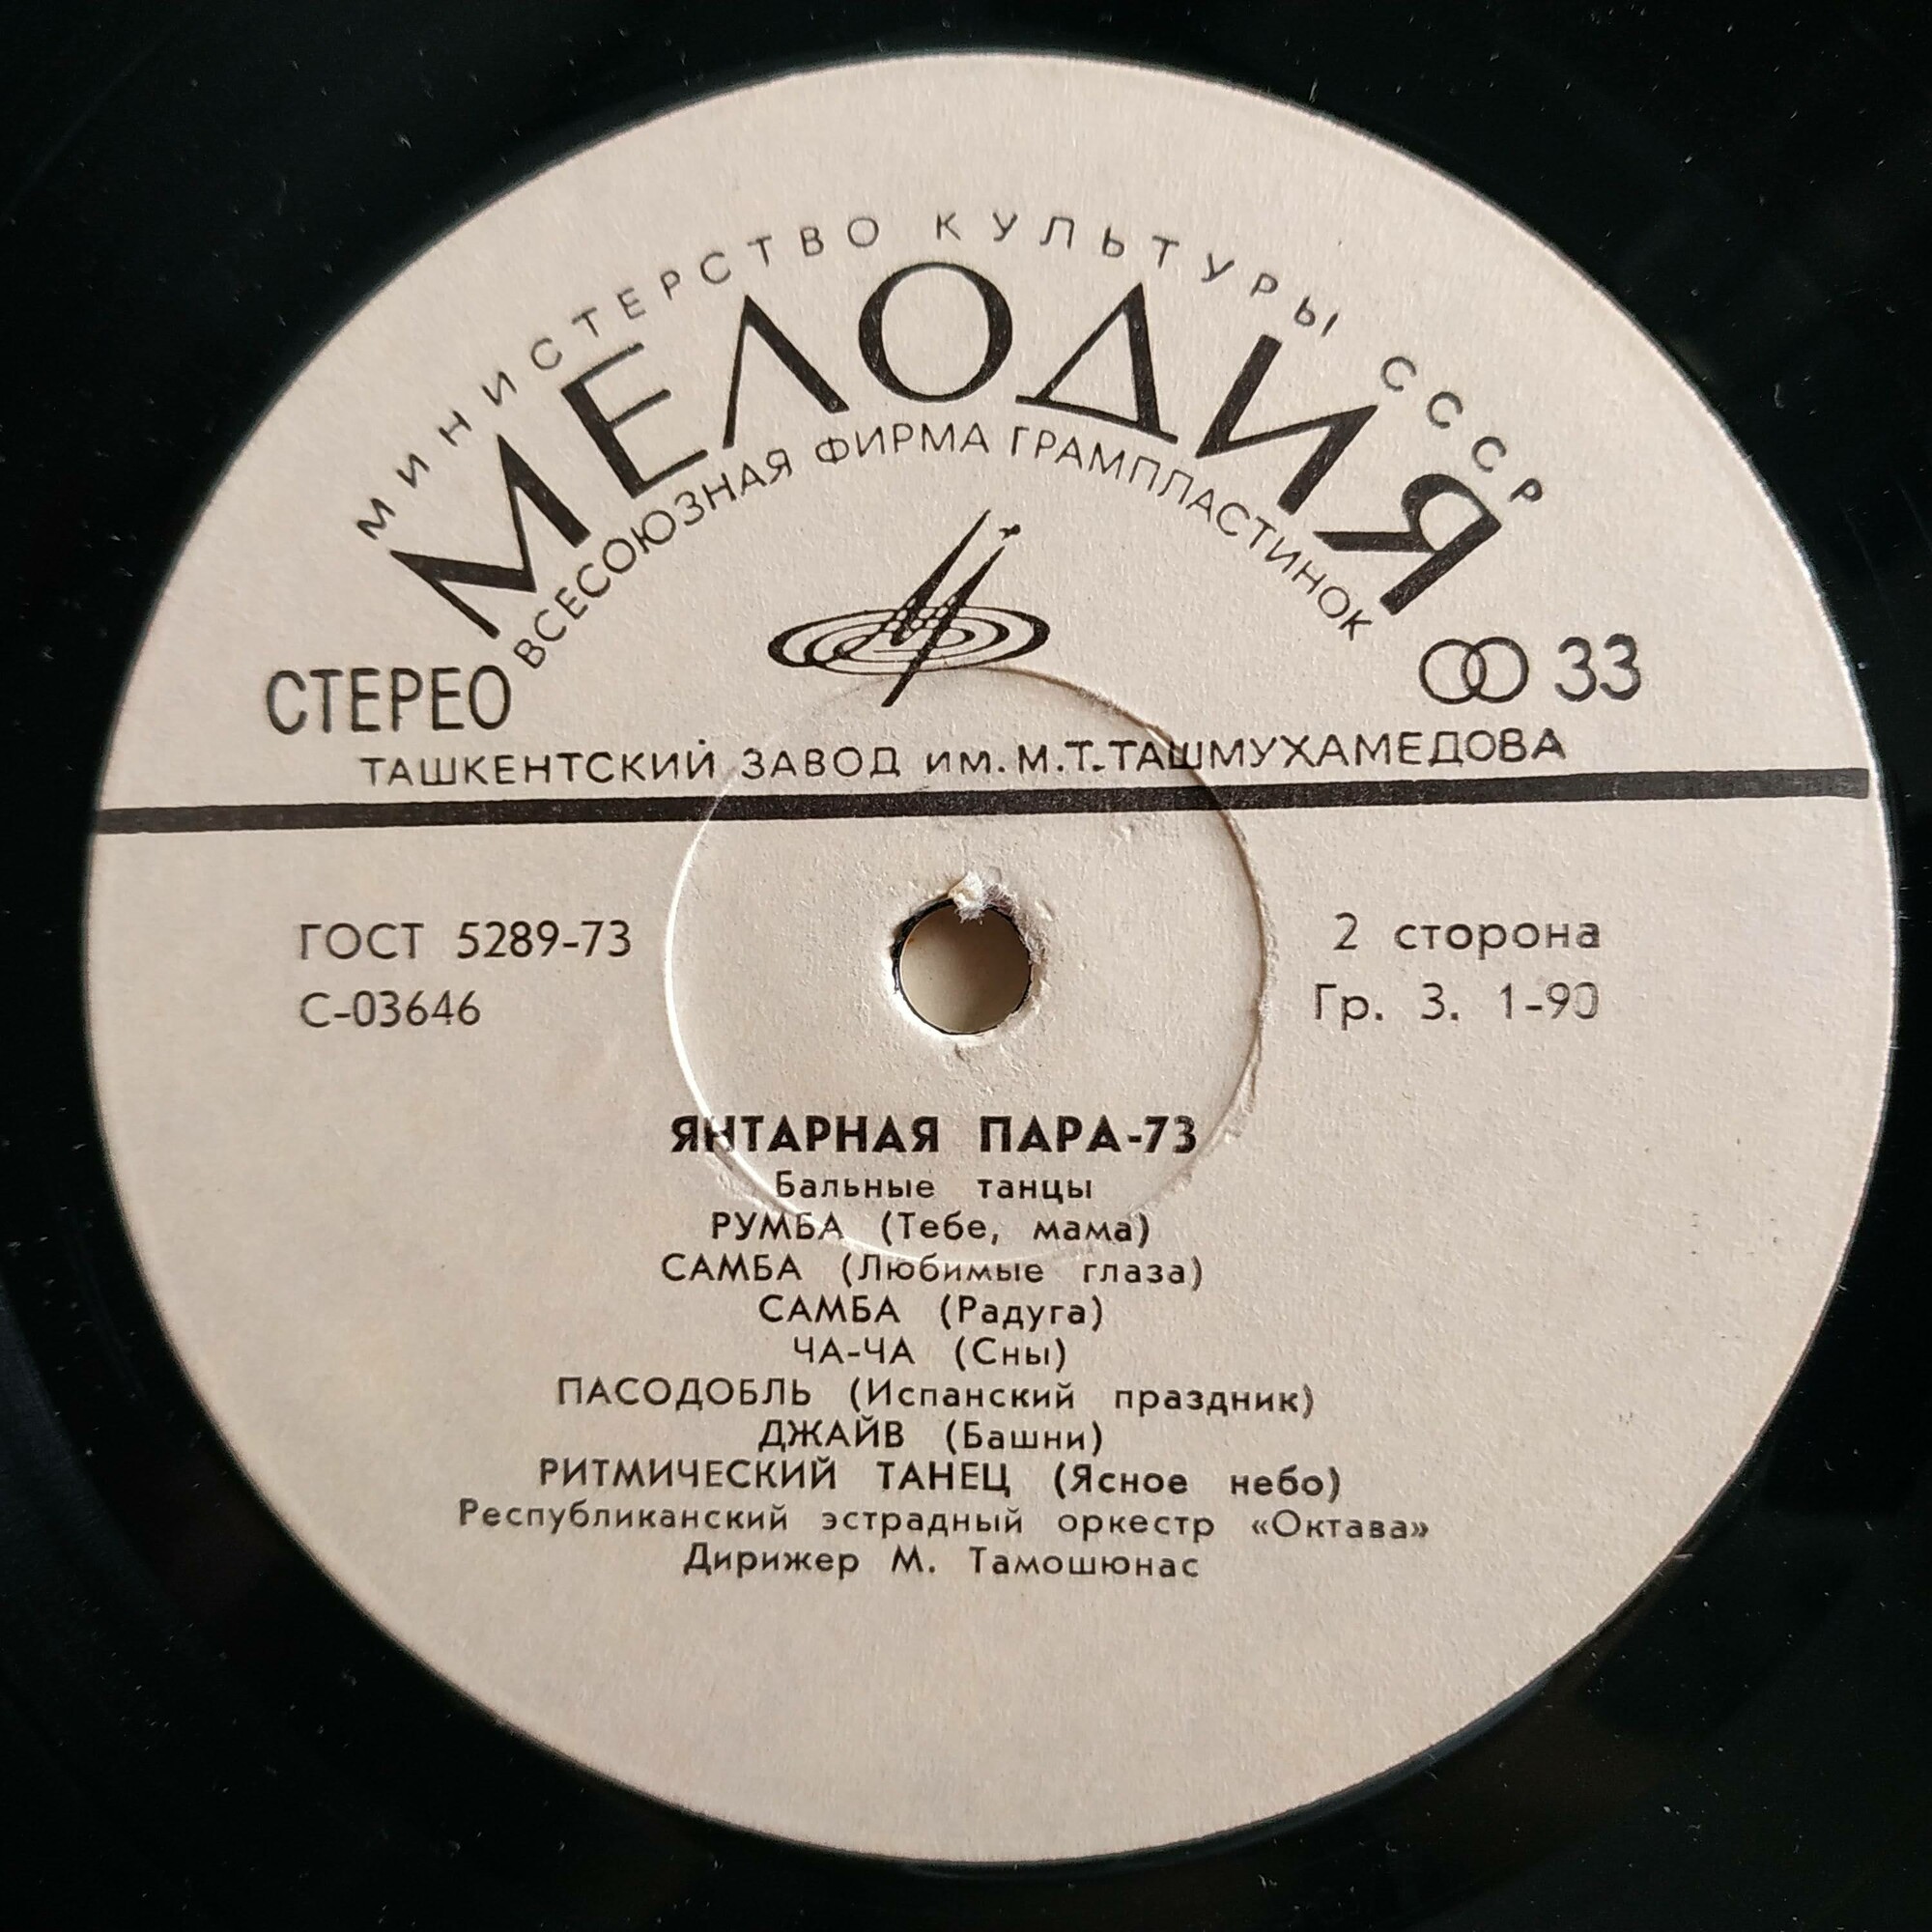 МИНИСТЕРСТВО КУЛЬТУРЫ СССР
МЕЛОДИЯ
ВСЕСОЮЗНАЯ ФИРМА ГРАМПЛАСТИНОК
СТЕРЕО
33
ТАШКЕНТСКИЙ ЗАВОД им. М.Т.ТАШМУХАМЕДОВА
ГОСТ 5289-73
2 сторона
С-03646
Гр. 3. 1-90
ЯНТАРНАЯ ПАРА-73
Бальные танцы
РУМБА (Тебе, мама)
САМБА (Любимые глаза)
САМБА (Радуга)
ЧА-ЧА (Сны)
ПАСОДОБЛЬ (Испанский праздник)
ДЖАЙВ (Башни)
РИТМИЧЕСКИЙ ТАНЕЦ (Ясное небо)
Республиканский эстрадный оркестр «Октава»
Дирижер М. Тамошюнас